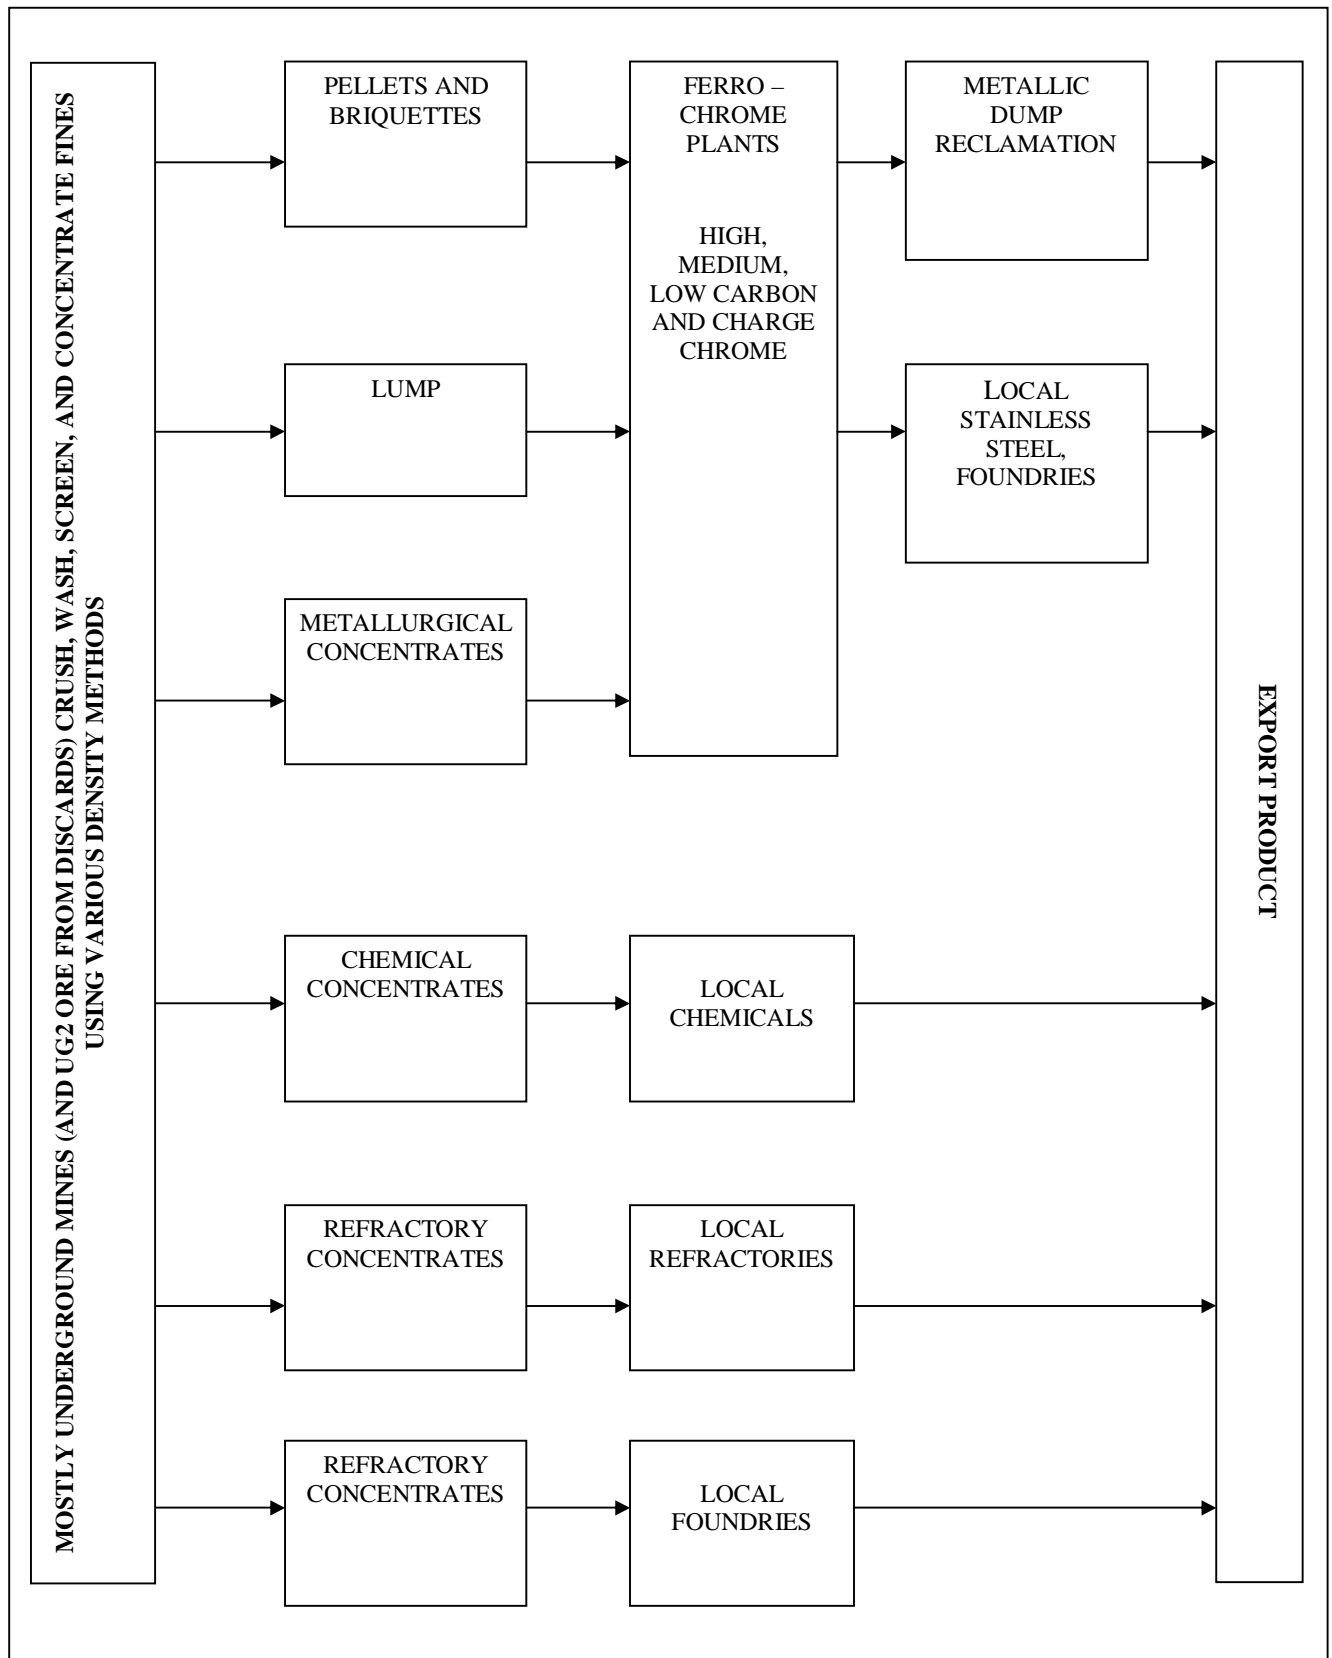 MOSTLY UNDERGROUND MINES (AND UG2 ORE FROM DISCARDS) CRUSH, WASH, SCREEN, AND CONCENTRATE FINES
USING VARIOUS DENSITY METHODS
PELLETS AND
BRIQUETTES
FERRO –
CHROME
PLANTS
HIGH,
MEDIUM,
LOW CARBON
AND CHARGE
CHROME
METALLIC
DUMP
RECLAMATION
LUMP
LOCAL
STAINLESS
STEEL,
FOUNDRIES
METALLURGICAL
CONCENTRATES
EXPORT PRODUCT
CHEMICAL
CONCENTRATES
LOCAL
CHEMICALS
REFRACTORY
CONCENTRATES
LOCAL
REFRACTORIES
REFRACTORY
CONCENTRATES
LOCAL
FOUNDRIES